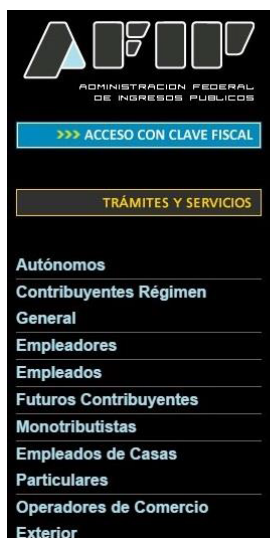 AFIP
ADMINISTRACION FEDERAL
DE INGRESOS PUBLICOS
>>> ACCESO CON CLAVE FISCAL
TRÁMITES Y SERVICIOS
Autónomos
Contribuyentes Régimen
General
Empleadores
Empleados
Futuros Contribuyentes
Monotributistas
Empleados de Casas
Particulares
Operadores de Comercio
Exterior